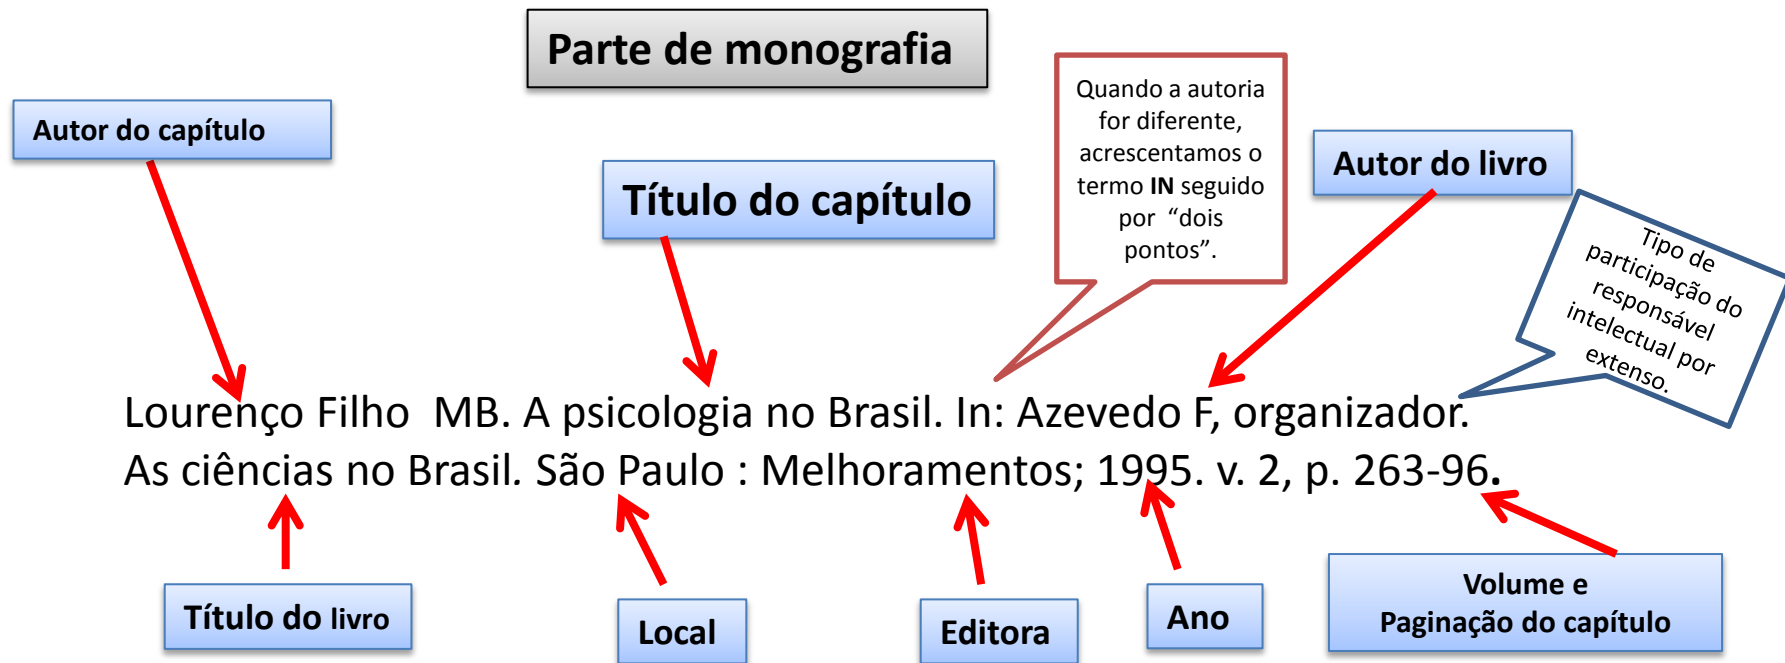 Parte de monografia
Autor do capítulo
Título do capítulo
Quando a autoria
for diferente,
acrescentamos o
termo IN seguido
por “dois
pontos”.
Autor do livro
Tipo de
participação do
responsável
intelectual por
extenso.
Lourenço Filho MB. A psicologia no Brasil. In: Azevedo F, organizador.
As ciências no Brasil. São Paulo : Melhoramentos; 1995. v. 2, p. 263-96.
Título do livro
Local
Editora
Ano
Volume e
Paginação do capítulo